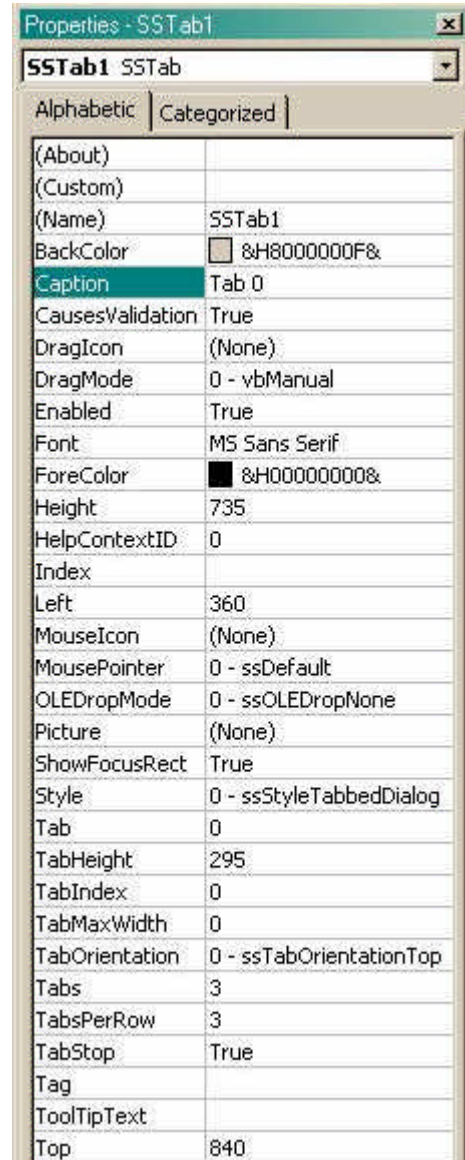 Properties - SSTab1
SSTab1 SSTab
Alphabetic Categorized
(About)
(Custom)
(Name) SSTab1
BackColor &H8000000F&
Caption Tab 0
CausesValidation True
DragIcon (None)
DragMode 0 - vbManual
Enabled True
Font MS Sans Serif
ForeColor &H00000000&
Height 735
HelpContextID 0
Index
Left 360
MouseIcon (None)
MousePointer 0 - ssDefault
OLEDropMode 0 - ssOLEDropNone
Picture (None)
ShowFocusRect True
Style 0 - ssStyleTabbedDialog
Tab 0
TabHeight 295
TabIndex 0
TabMaxWidth 0
TabOrientation 0 - ssTabOrientationTop
Tabs 3
TabsPerRow 3
TabStop True
Tag
ToolTipText
Top 840